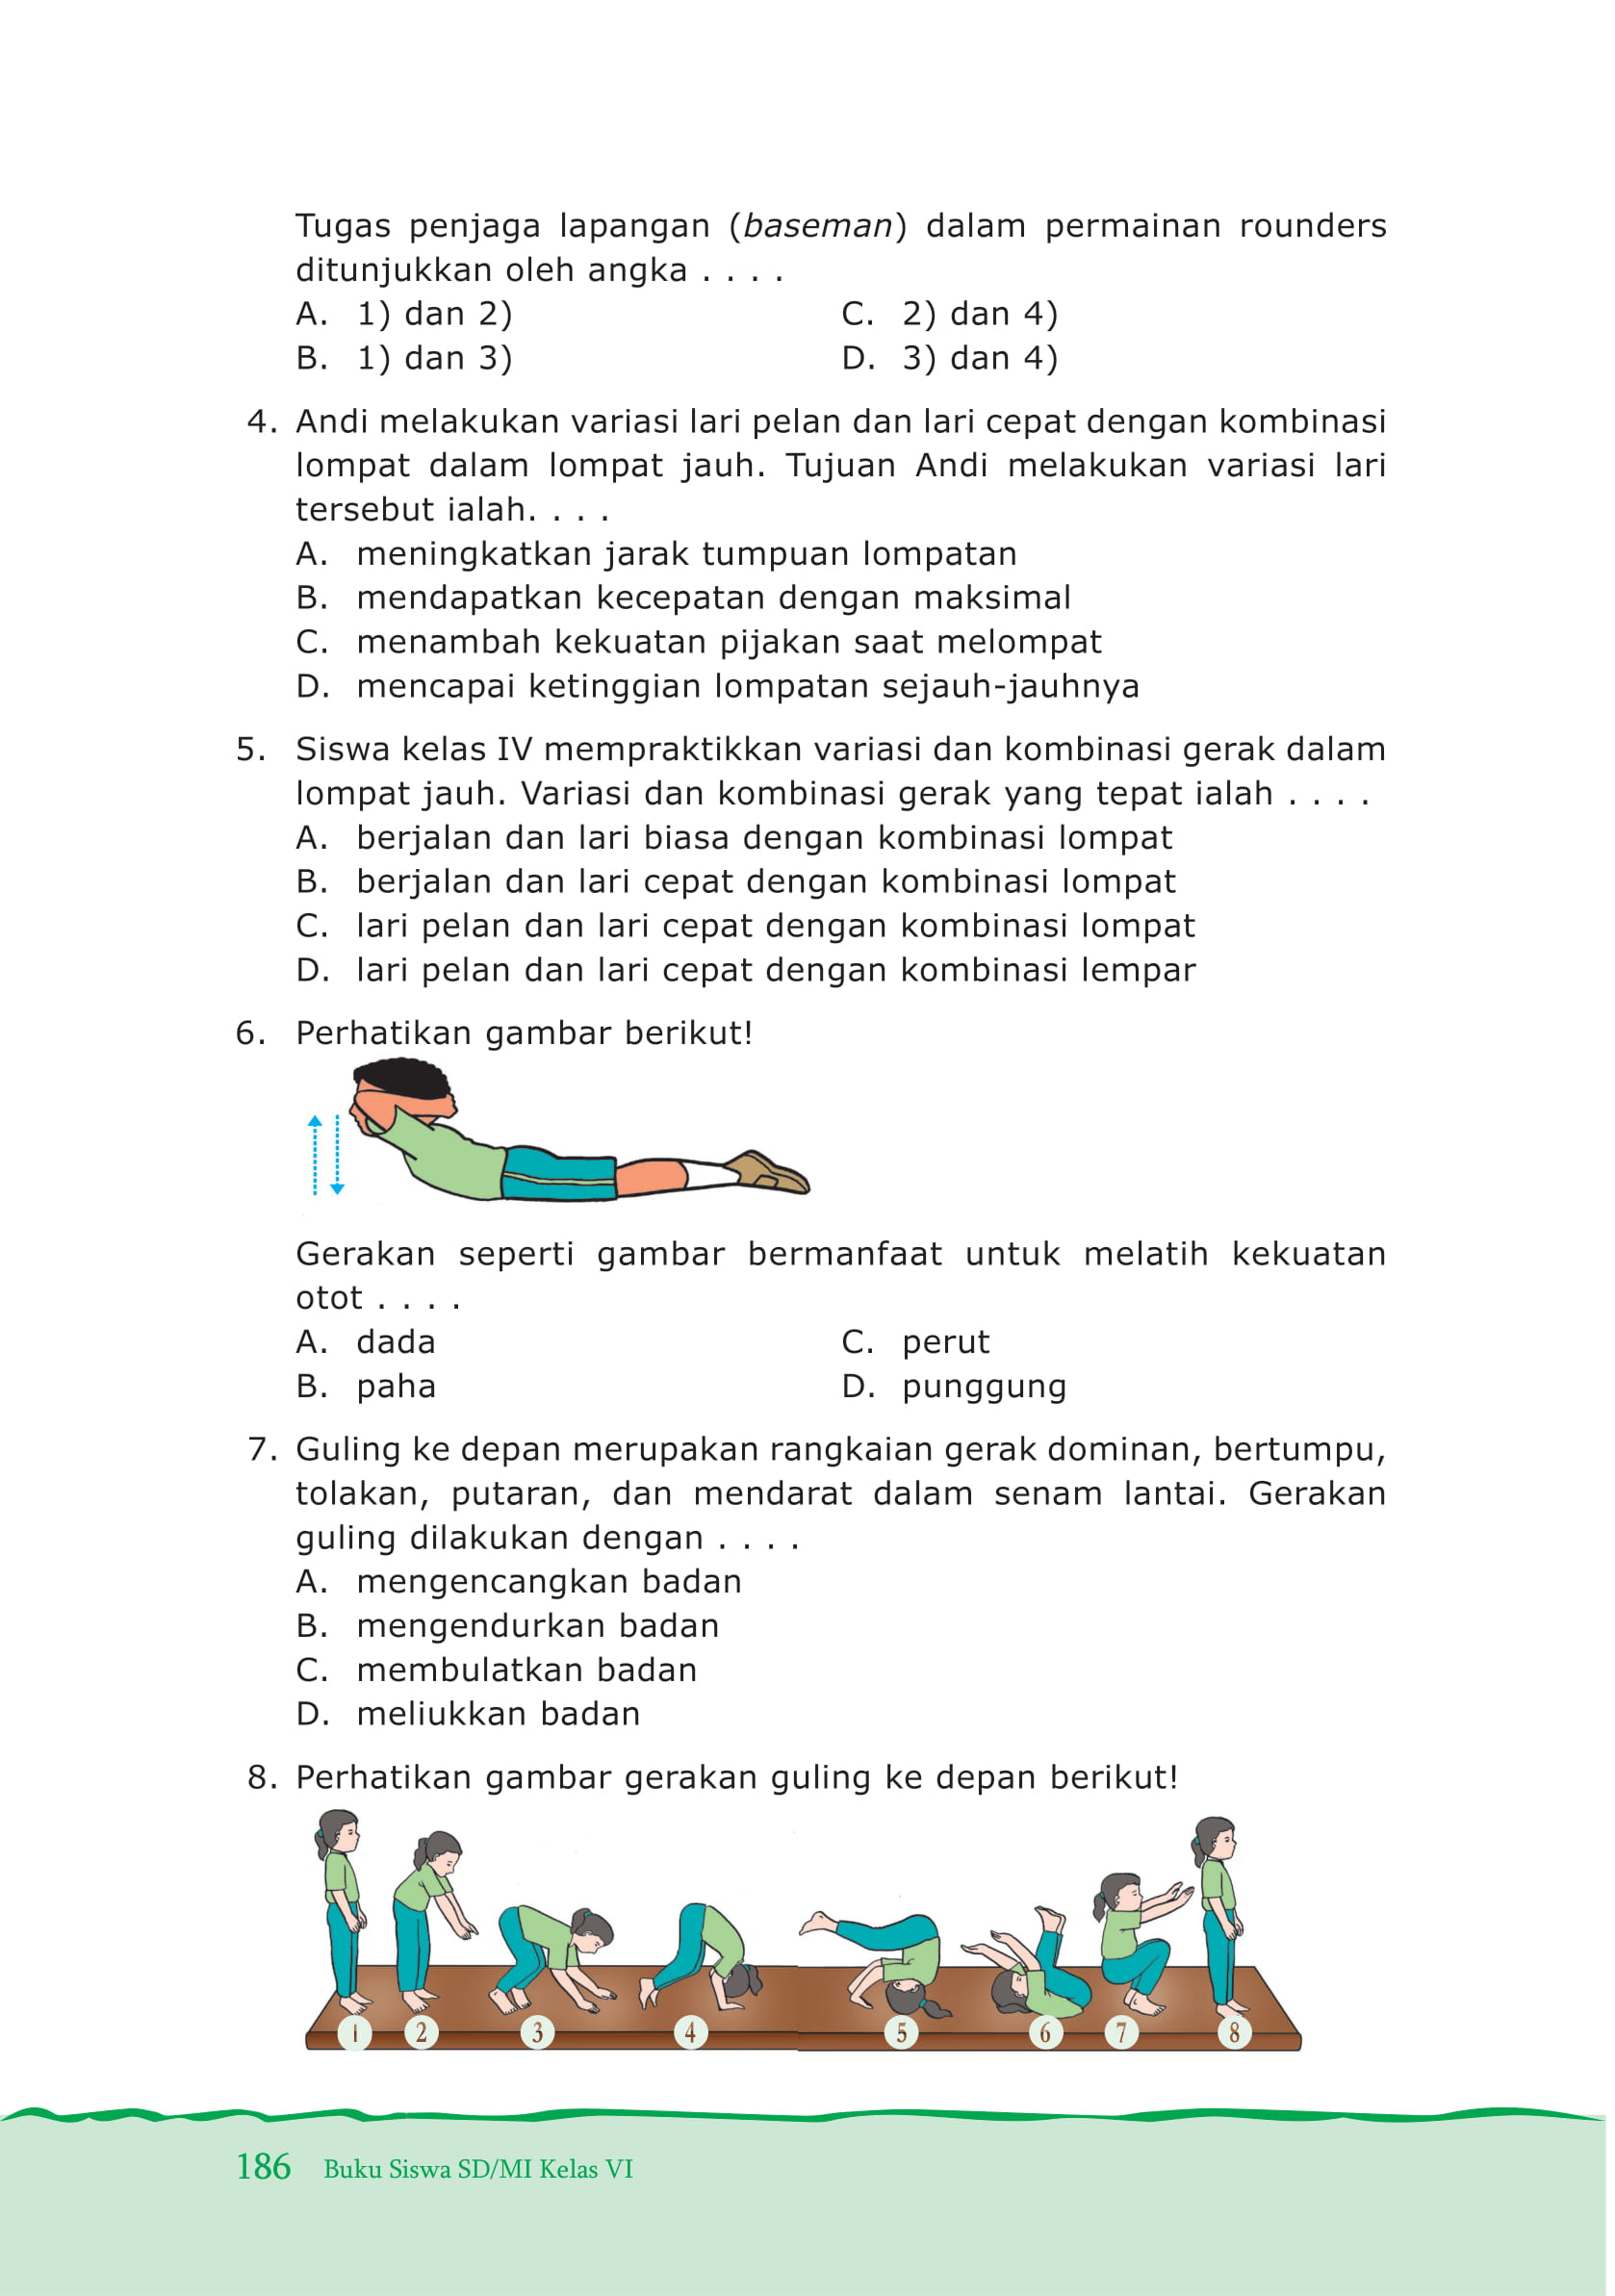 Tugas penjaga lapangan (baseman) dalam permainan rounders
ditunjukkan oleh angka . . . .
A. 1) dan 2)
C. 2) dan 4)
B. 1) dan 3)
D. 3) dan 4)
4. Andi melakukan variasi lari pelan dan lari cepat dengan kombinasi
lompat dalam lompat jauh. Tujuan Andi melakukan variasi lari
tersebut ialah. . . .
A. meningkatkan jarak tumpuan lompatan
B. mendapatkan kecepatan dengan maksimal
C. menambah kekuatan pijakan saat melompat
D. mencapai ketinggian lompatan sejauh-jauhnya
5. Siswa kelas IV mempraktikkan variasi dan kombinasi gerak dalam
lompat jauh. Variasi dan kombinasi gerak yang tepat ialah . . . .
A. berjalan dan lari biasa dengan kombinasi lompat
B. berjalan dan lari cepat dengan kombinasi lompat
C. lari pelan dan lari cepat dengan kombinasi lompat
D. lari pelan dan lari cepat dengan kombinasi lempar
6. Perhatikan gambar berikut!
Gerakan seperti gambar bermanfaat untuk melatih kekuatan
otot . . . .
A. dada
C. perut
B. paha
D. punggung
7. Guling ke depan merupakan rangkaian gerak dominan, bertumpu,
tolakan, putaran, dan mendarat dalam senam lantai. Gerakan
guling dilakukan dengan . . . .
A. mengencangkan badan
B. mengendurkan badan
C. membulatkan badan
D. meliukkan badan
8. Perhatikan gambar gerakan guling ke depan berikut!
1 2 3 4 5 6 7 8
186 Buku Siswa SD/MI Kelas VI